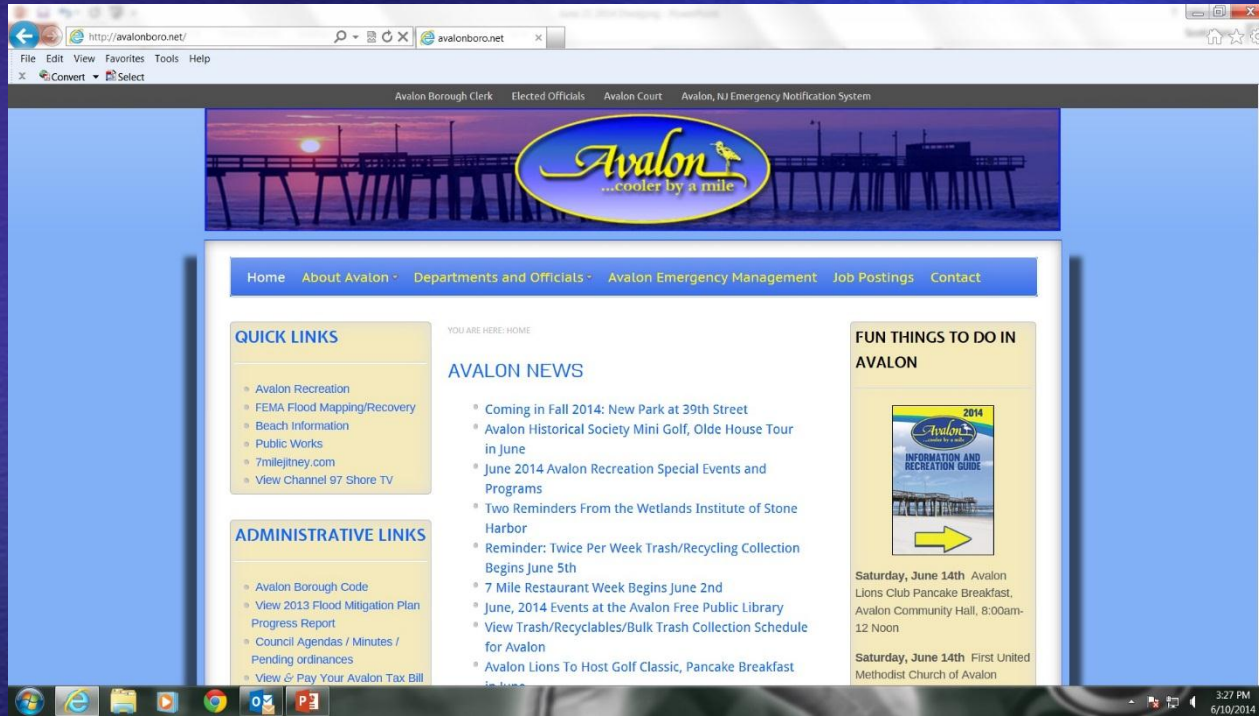 http://avalonboro.net/
avalonboro.net
File Edit View Favorites Tools Help
x Convert Select
Avalon Borough Clerk Elected Officials Avalon Court Avalon, NJ Emergency Notification System
Avalon
...cooler by a mile
Home About Avalon Departments and Officials Avalon Emergency Management Job Postings Contact
QUICK LINKS
Avalon Recreation
FEMA Flood Mapping/Recovery
Beach Information
Public Works
7milejitney.com
View Channel 97 Shore TV
ADMINISTRATIVE LINKS
Avalon Borough Code
View 2013 Flood Mitigation Plan
Progress Report
Council Agendas / Minutes /
Pending ordinances
View & Pay Your Avalon Tax Bill
YOU ARE HERE: HOME
AVALON NEWS
Coming in Fall 2014: New Park at 39th Street
Avalon Historical Society Mini Golf, Olde House Tour
in June
June 2014 Avalon Recreation Special Events and
Programs
Two Reminders From the Wetlands Institute of Stone
Harbor
Reminder: Twice Per Week Trash/Recycling Collection
Begins June 5th
7 Mile Restaurant Week Begins June 2nd
June, 2014 Events at the Avalon Free Public Library
View Trash/Recyclables/Bulk Trash Collection Schedule
for Avalon
Avalon Lions To Host Golf Classic, Pancake Breakfast
in June
FUN THINGS TO DO IN
AVALON
2014
Avalon
...cooler by a mile
INFORMATION AND
RECREATION GUIDE
Saturday, June 14th Avalon
Lions Club Pancake Breakfast,
Avalon Community Hall, 8:00am-
12 Noon
Saturday, June 14th First United
Methodist Church of Avalon
3:27 PM
6/10/2014